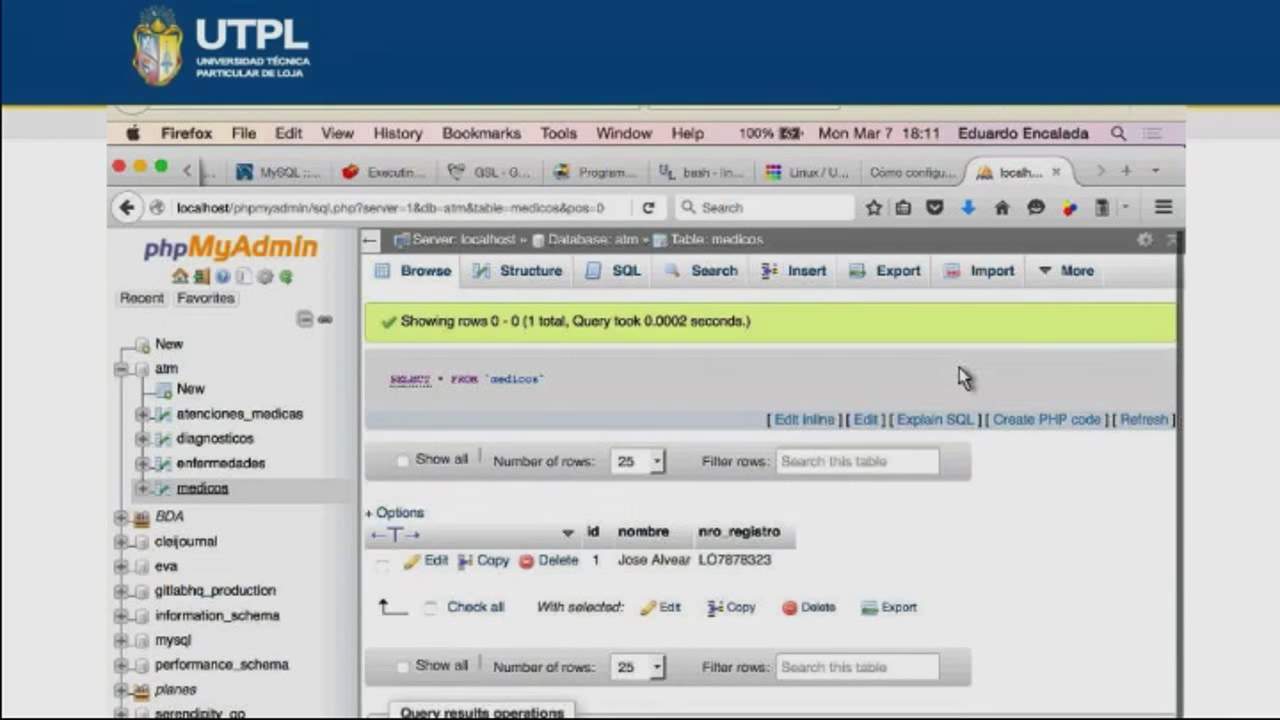 UTPL
UNIVERSIDAD TÉCNICA
PARTICULAR DE LOJA
Firefox File Edit View History Bookmarks Tools Window Help 100% Mon Mar 7 18:11 Eduardo Encalada
MySQL ::... Executin... GSL - G... Program... bash - lin... Linux / U... Cómo configu... localh...
localhost/phpmyadmin/sql.php?server=1&db=atm&table=medicos&pos=0 Search
phpMyAdmin
Recent Favorites
New
atm
New
atenciones_medicas
diagnosticos
enfermedades
medicos
BDA
cleijournal
eva
gitlabhq_production
information_schema
mysql
performance_schema
planes
serendipity_gp
Server: localhost » Database: atm » Table: medicos
Browse Structure SQL Search Insert Export Import More
Showing rows 0 - 0 (1 total, Query took 0.0002 seconds.)
SELECT * FROM `medicos`
[ Edit inline ] [ Edit ] [ Explain SQL ] [ Create PHP code ] [ Refresh ]
Show all Number of rows: 25 Filter rows: Search this table
+ Options
←T→ id nombre nro_registro
Edit Copy Delete 1 Jose Alvear LO7878323
Check all With selected: Edit Copy Delete Export
Show all Number of rows: 25 Filter rows: Search this table
Query results operations